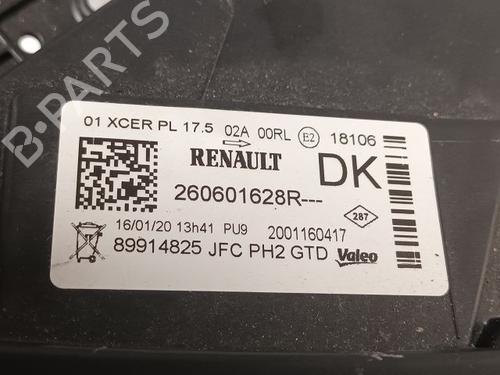 B-PARTS
01 XCER PL 17.5 02A 00RL E2 18106
RENAULT DK
260601628R---
287
16/01/20 13h41 PU9 2001160417
89914825 JFC PH2 GTD Valeo